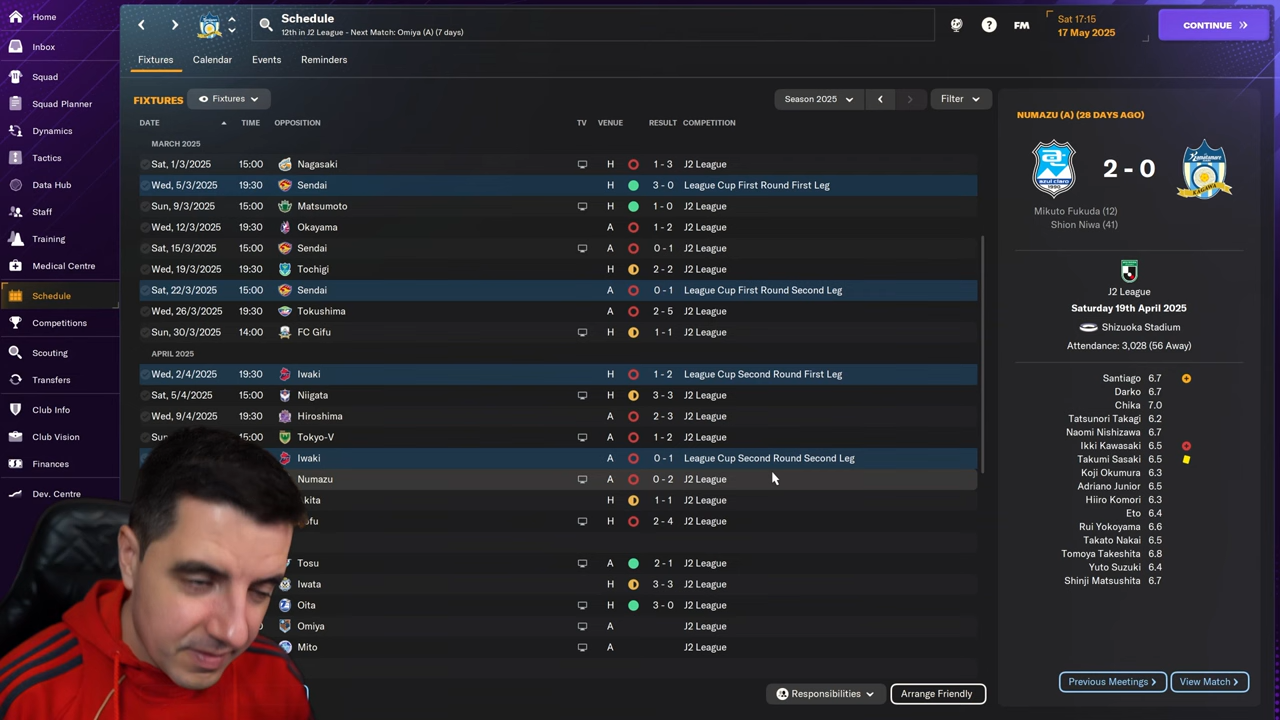 Home
Inbox
Squad
Squad Planner
Dynamics
Tactics
Data Hub
Staff
Training
Medical Centre
Schedule
Competitions
Scouting
Transfers
Club Info
Club Vision
Finances
Dev. Centre
Schedule
12th in J2 League - Next Match: Omiya (A) (7 days)
FM
Sat 17:15
17 May 2025
CONTINUE
Fixtures Calendar Events Reminders
FIXTURES Fixtures Season 2025 Filter
DATE TIME OPPOSITION TV VENUE RESULT COMPETITION
MARCH 2025
Sat, 1/3/2025 15:00 Nagasaki H 1 - 3 J2 League
Wed, 5/3/2025 19:30 Sendai H 3 - 0 League Cup First Round First Leg
Sun, 9/3/2025 15:00 Matsumoto H 1 - 0 J2 League
Wed, 12/3/2025 19:30 Okayama A 1 - 2 J2 League
Sat, 15/3/2025 15:00 Sendai A 0 - 1 J2 League
Wed, 19/3/2025 19:30 Tochigi H 2 - 2 J2 League
Sat, 22/3/2025 15:00 Sendai A 0 - 1 League Cup First Round Second Leg
Wed, 26/3/2025 19:30 Tokushima A 2 - 5 J2 League
Sun, 30/3/2025 14:00 FC Gifu H 1 - 1 J2 League
APRIL 2025
Wed, 2/4/2025 19:30 Iwaki H 1 - 2 League Cup Second Round First Leg
Sat, 5/4/2025 15:00 Niigata H 3 - 3 J2 League
Wed, 9/4/2025 19:30 Hiroshima A 2 - 3 J2 League
15:00 Tokyo-V A 1 - 2 J2 League
Iwaki A 0 - 1 League Cup Second Round Second Leg
Numazu A 0 - 2 J2 League
H 1 - 1 J2 League
H 2 - 4 J2 League
Tosu A 2 - 1 J2 League
Iwata H 3 - 3 J2 League
Oita H 3 - 0 J2 League
Omiya A J2 League
Mito A J2 League
Responsibilities Arrange Friendly
NUMAZU (A) (28 DAYS AGO)
2 - 0
Mikuto Fukuda (12)
Shion Niwa (41)
J2 League
Saturday 19th April 2025
Shizuoka Stadium
Attendance: 3,028 (56 Away)
Santiago 6.7
Darko 6.7
Chika 7.0
Tatsunori Takagi 6.2
Naomi Nishizawa 6.7
Ikki Kawasaki 6.5
Takumi Sasaki 6.5
Koji Okumura 6.3
Adriano Junior 6.5
Hiiro Komori 6.3
Eto 6.4
Rui Yokoyama 6.6
Takato Nakai 6.5
Tomoya Takeshita 6.8
Yuto Suzuki 6.4
Shinji Matsushita 6.7
Previous Meetings View Match